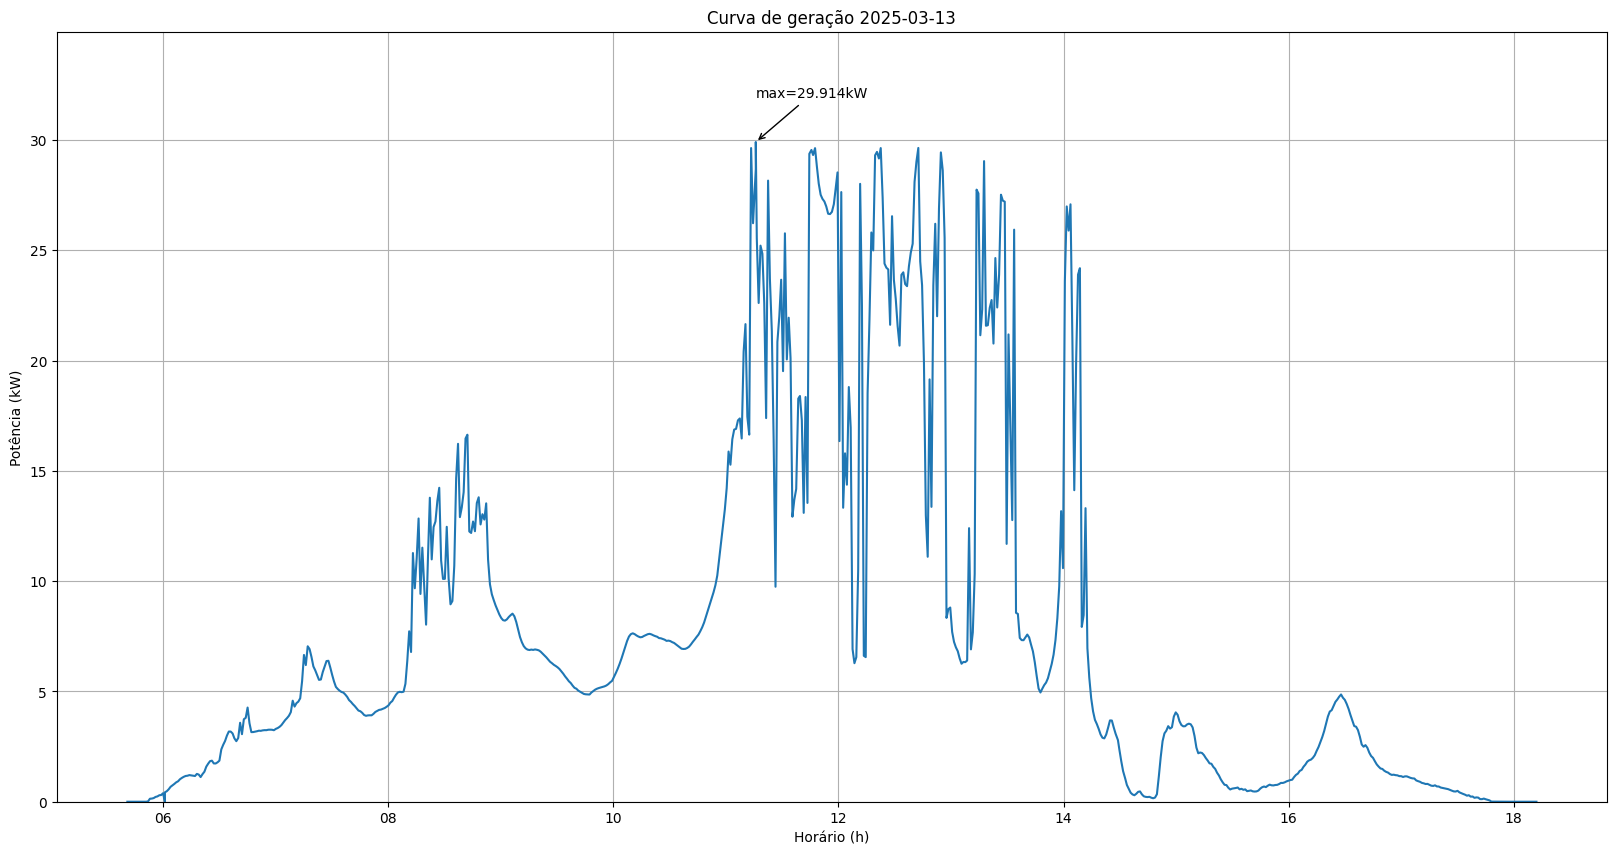 Curva de geração 2025-03-13
max=29.914kW
30
25
20
15
10
5
0
Potência (kW)
06 08 10 12 14 16 18
Horário (h)